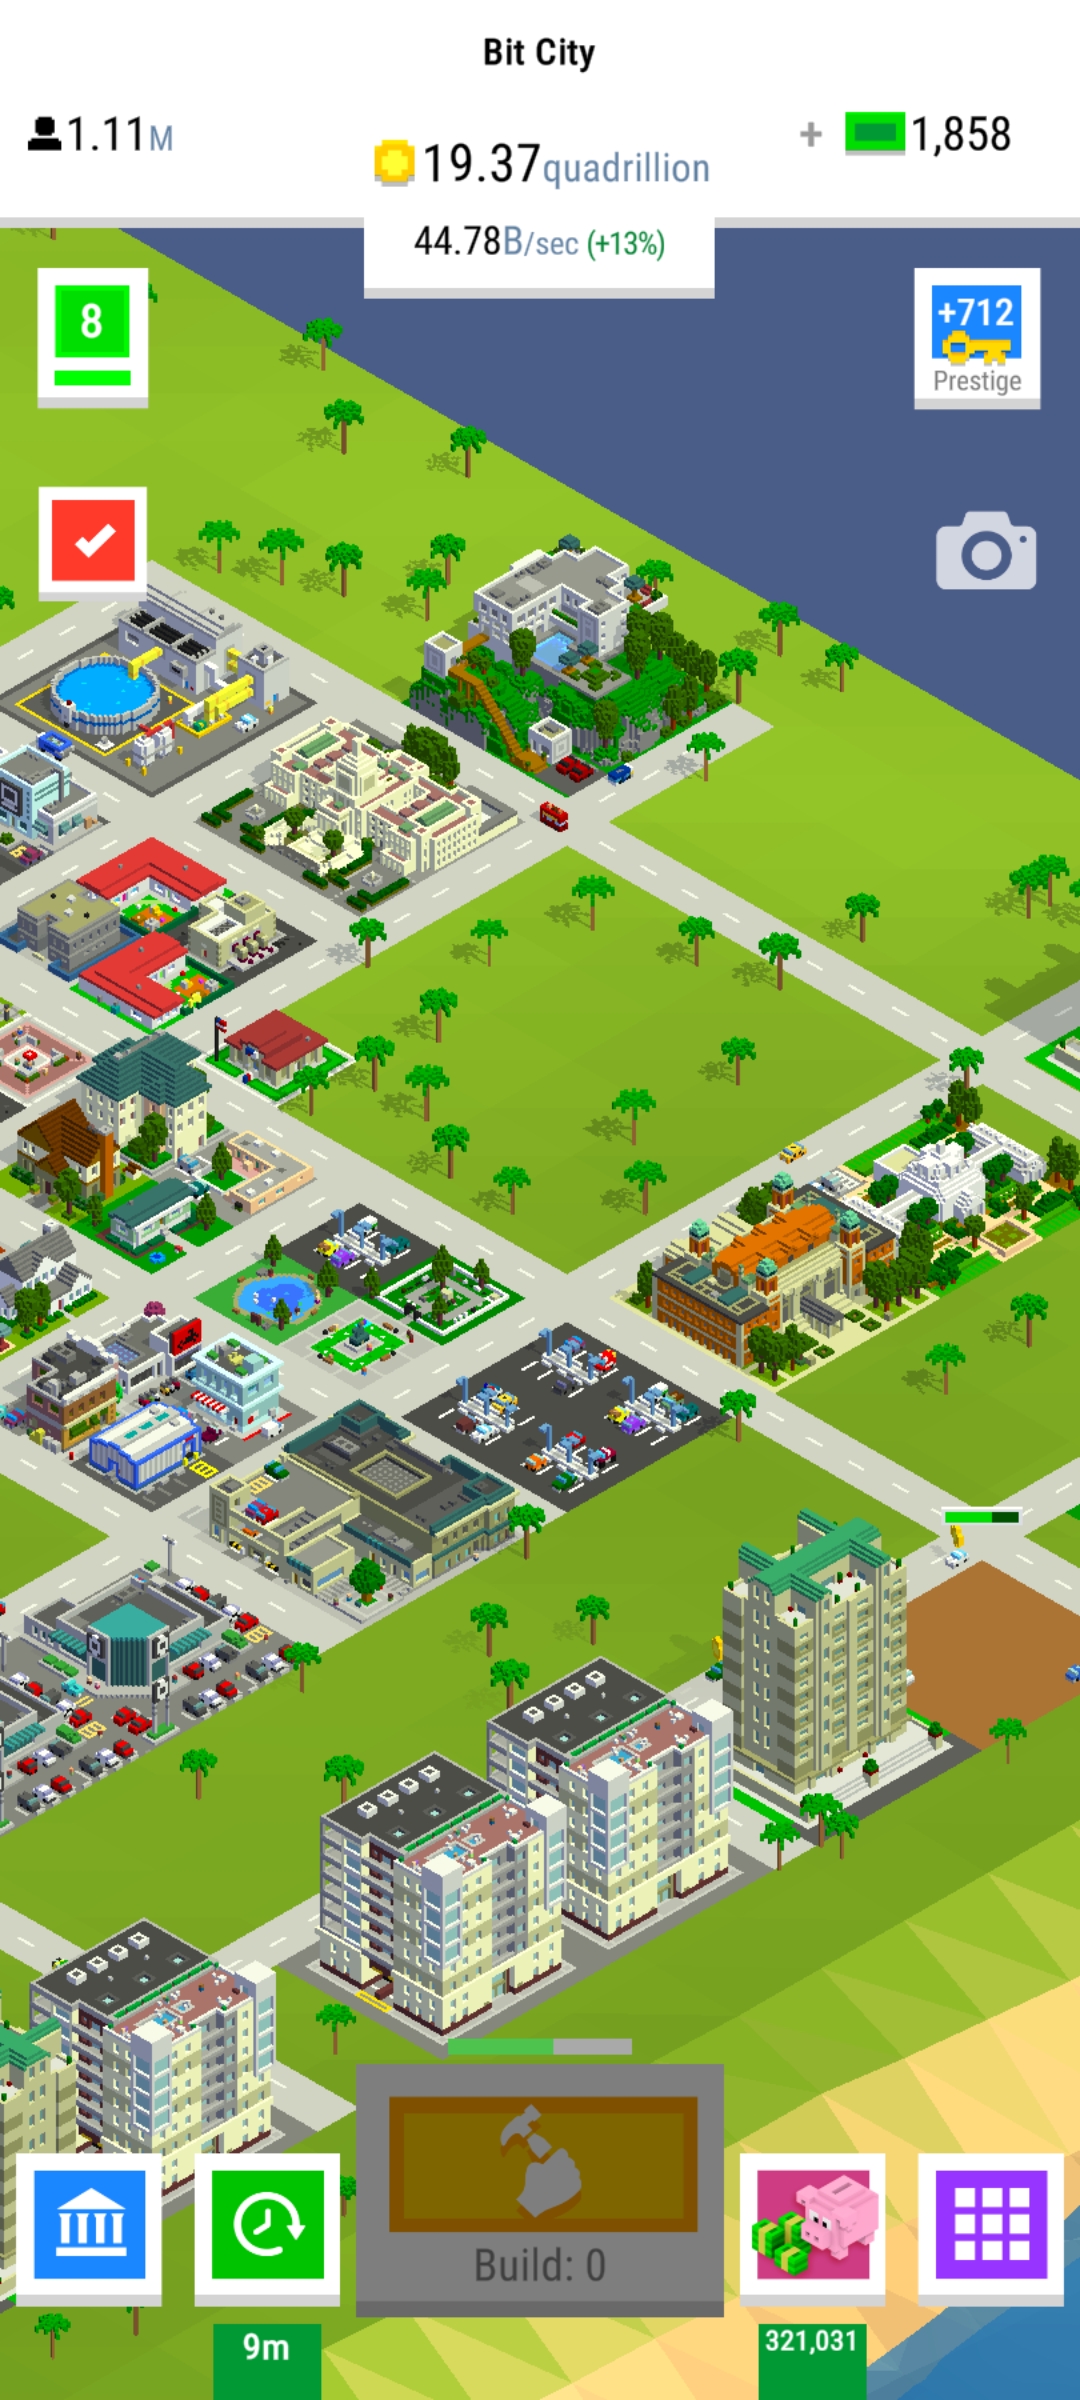 Bit City
1.11M
19.37quadrillion
+ 1,858
44.78B/sec (+13%)
8
+712
Prestige
Build: 0
9m
321,031